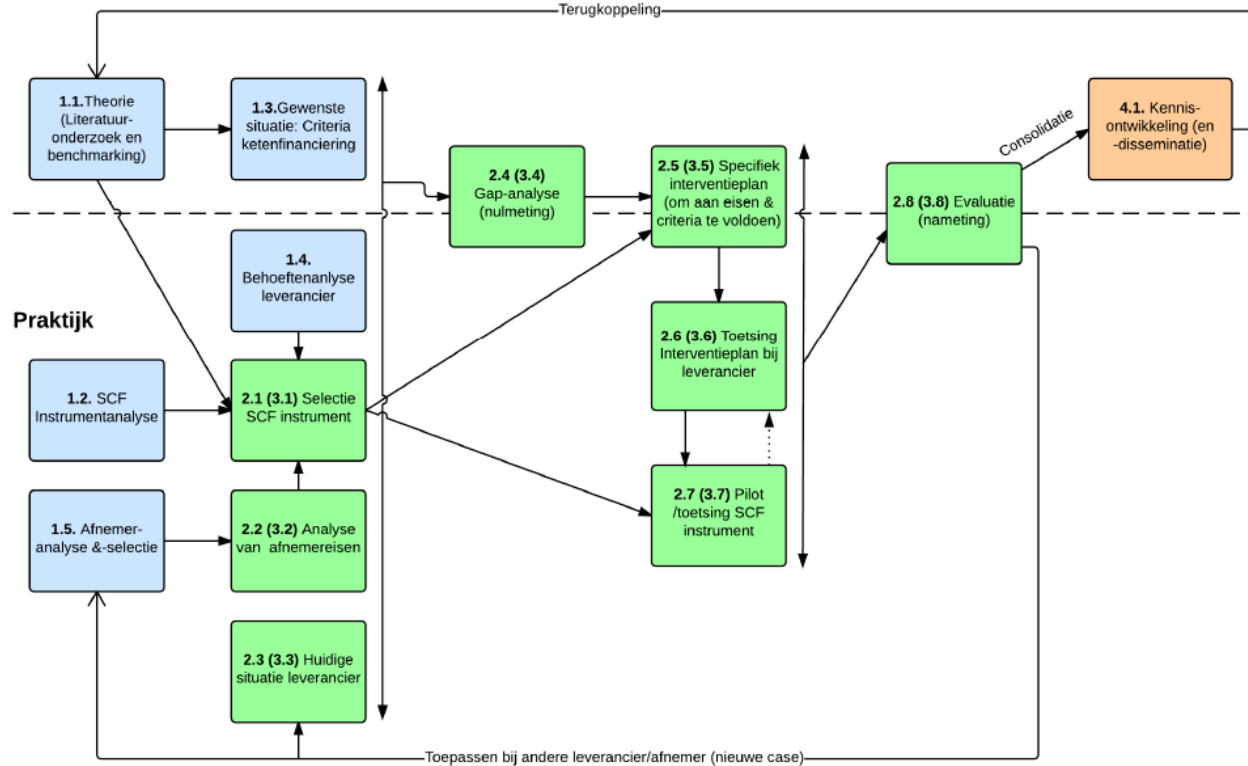 Terugkoppeling
1.1.Theorie
(Literatuur-
onderzoek en
benchmarking)
1.3.Gewenste
situatie: Criteria
ketenfinanciering
2.4 (3.4)
Gap-analyse
(nulmeting)
2.5 (3.5) Specifiek
interventieplan
(om aan eisen &
criteria te voldoen)
2.8 (3.8) Evaluatie
(nameting)
Consolidatie
4.1. Kennis-
ontwikkeling (en
-disseminatie)
1.4.
Behoeftenanlyse
leverancier
Praktijk
1.2. SCF
Instrumentanalyse
2.1 (3.1) Selectie
SCF instrument
2.6 (3.6) Toetsing
Interventieplan bij
leverancier
1.5. Afnemer-
analyse &-selectie
2.2 (3.2) Analyse
van afnemereisen
2.7 (3.7) Pilot
/toetsing SCF
instrument
2.3 (3.3) Huidige
situatie leverancier
Toepassen bij andere leverancier/afnemer (nieuwe case)